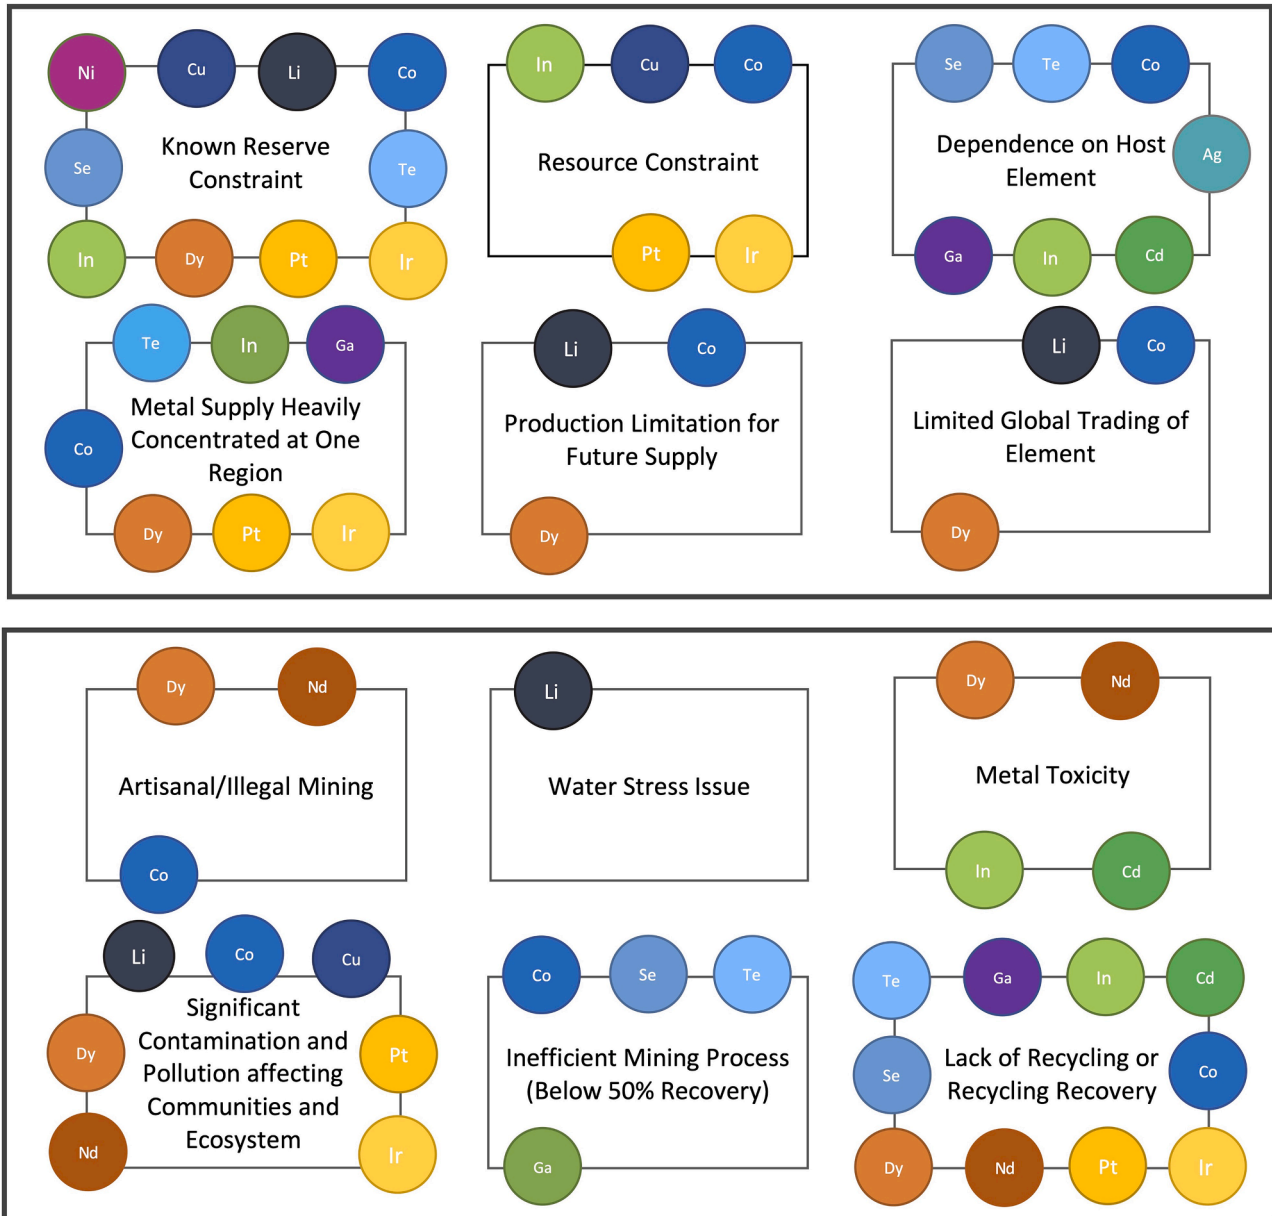 Ni
Cu
Li
Co
Se
Known Reserve
Constraint
Te
In
Dy
Pt
Ir
In
Cu
Co
Resource Constraint
Pt
Ir
Se
Te
Co
Dependence on Host
Element
Ag
Ga
In
Cd
Te
In
Ga
Co
Metal Supply Heavily
Concentrated at One
Region
Dy
Pt
Ir
Li
Co
Production Limitation for
Future Supply
Dy
Li
Co
Limited Global Trading of
Element
Dy
Dy
Nd
Artisanal/Illegal Mining
Co
Li
Water Stress Issue
Dy
Nd
Metal Toxicity
In
Cd
Li
Co
Cu
Significant
Contamination and
Pollution affecting
Communities and
Ecosystem
Dy
Pt
Nd
Ir
Co
Se
Te
Inefficient Mining Process
(Below 50% Recovery)
Ga
Te
Ga
In
Cd
Se
Lack of Recycling or
Recycling Recovery
Co
Dy
Nd
Pt
Ir